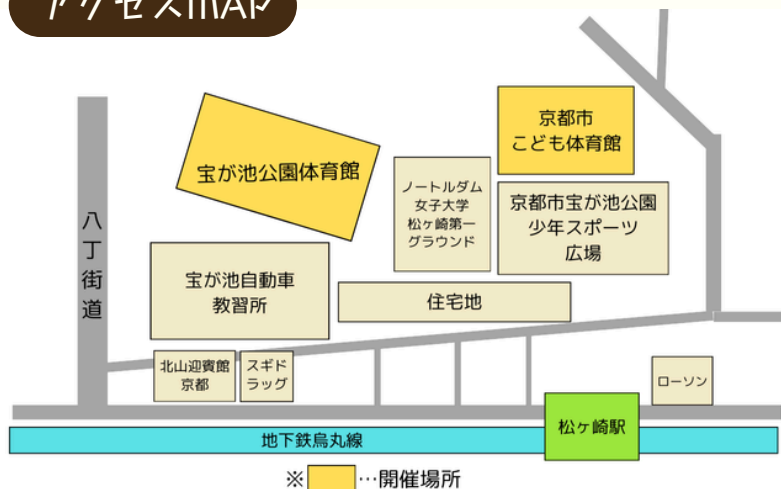 アクセスMAP
京都市
こども体育館
宝が池公園体育館
ノートルダム
女子大学
松ヶ崎第一
グラウンド
京都市宝が池公園
少年スポーツ
広場
八丁街道
宝が池自動車
教習所
住宅地
北山迎賓館
京都
スギド
ラッグ
ローソン
松ヶ崎駅
地下鉄烏丸線
※ …開催場所